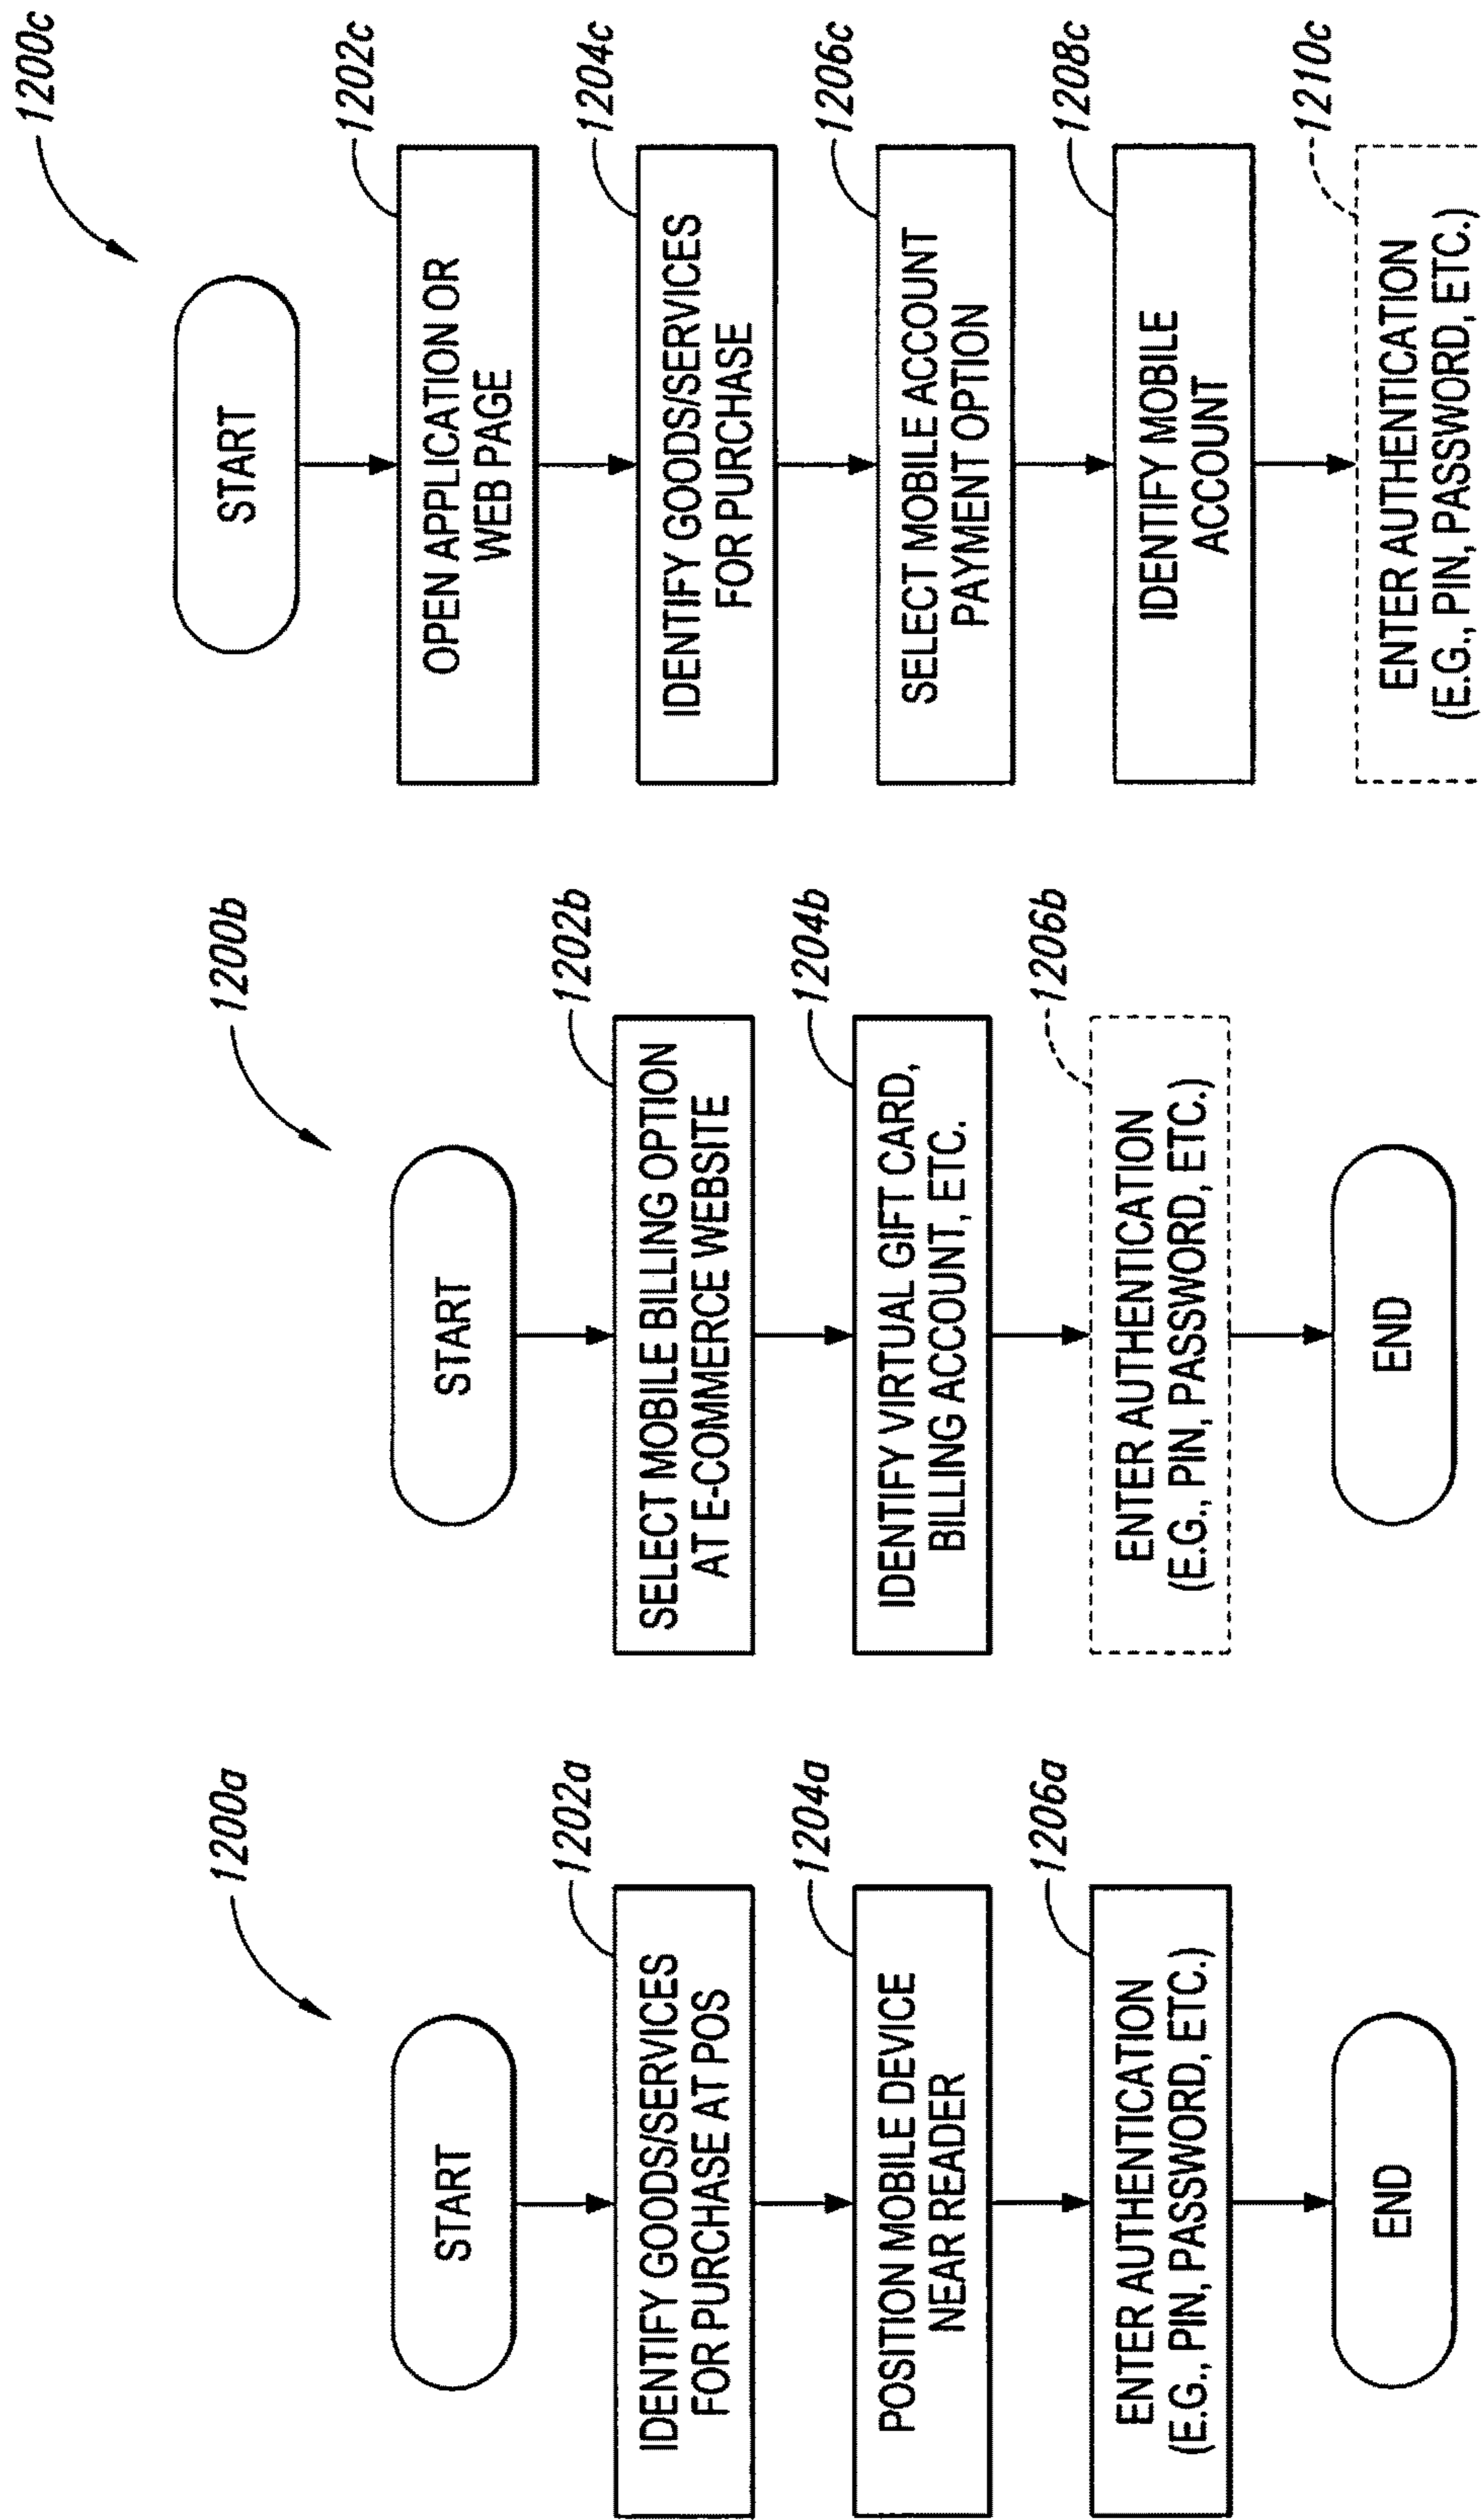 1200a
START
1202a
IDENTIFY GOODS/SERVICES
FOR PURCHASE AT POS
1204a
POSITION MOBILE DEVICE
NEAR READER
1206a
ENTER AUTHENTICATION
(E.G., PIN, PASSWORD, ETC.)
END
1200b
START
1202b
SELECT MOBILE BILLING OPTION
AT E-COMMERCE WEBSITE
1204b
IDENTIFY VIRTUAL GIFT CARD,
BILLING ACCOUNT, ETC.
1206b
ENTER AUTHENTICATION
(E.G., PIN, PASSWORD, ETC.)
END
1200c
START
1202c
OPEN APPLICATION OR
WEB PAGE
1204c
IDENTIFY GOODS/SERVICES
FOR PURCHASE
1206c
SELECT MOBILE ACCOUNT
PAYMENT OPTION
1208c
IDENTIFY MOBILE
ACCOUNT
1210c
ENTER AUTHENTICATION
(E.G., PIN, PASSWORD, ETC.)